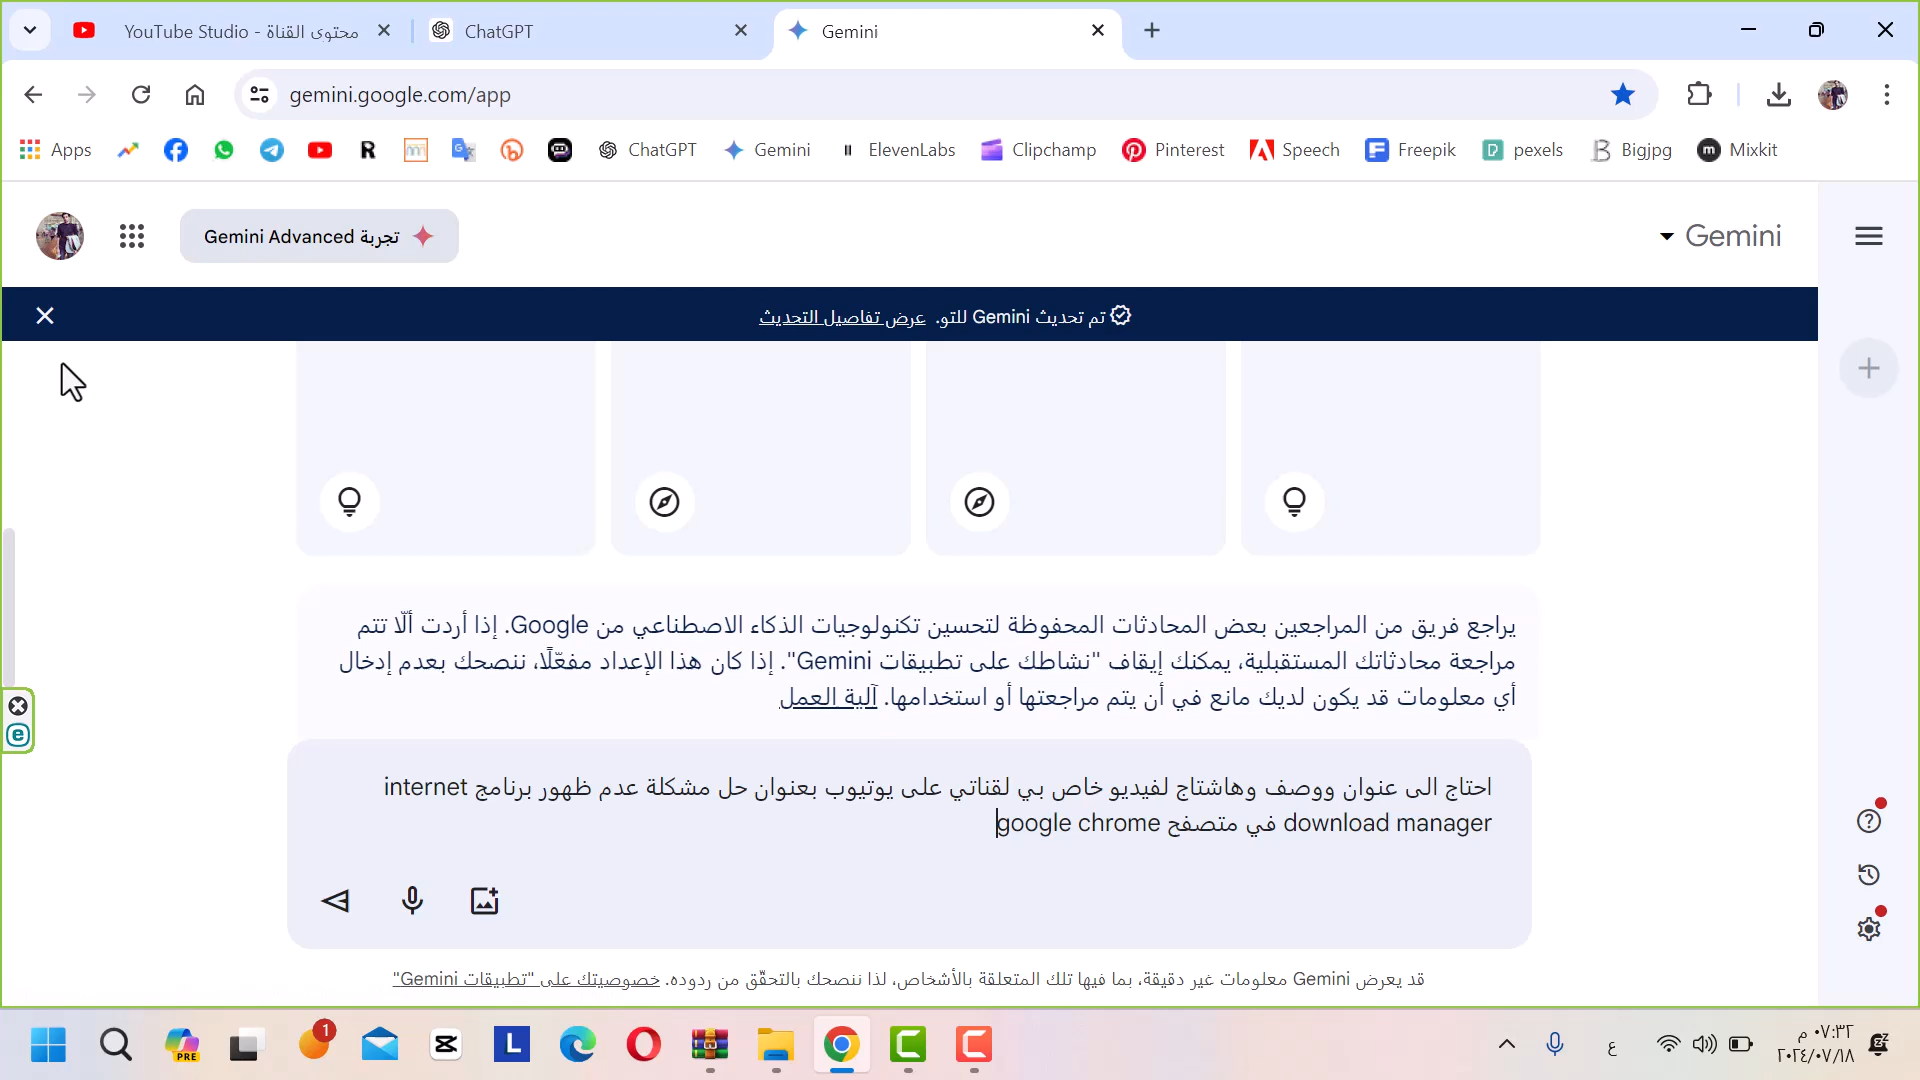 YouTube Studio - محتوى القناة
ChatGPT
Gemini
gemini.google.com/app
Apps
ChatGPT
Gemini
ElevenLabs
Clipchamp
Pinterest
Speech
Freepik
pexels
Bigjpg
Mixkit
تجربة Gemini Advanced
Gemini
تم تحديث Gemini للتو. عرض تفاصيل التحديث
يراجع فريق من المراجعين بعض المحادثات المحفوظة لتحسين تكنولوجيات الذكاء الاصطناعي من Google. إذا أردت ألّا تتم
مراجعة محادثاتك المستقبلية، يمكنك إيقاف "نشاطك على تطبيقات Gemini". إذا كان هذا الإعداد مفعّلًا، ننصحك بعدم إدخال
أي معلومات قد يكون لديك مانع في أن يتم مراجعتها أو استخدامها. آلية العمل
احتاج الى عنوان ووصف وهاشتاج لفيديو خاص بي لقناتي على يوتيوب بعنوان حل مشكلة عدم ظهور برنامج internet
download manager في متصفح google chrome
قد يعرض Gemini معلومات غير دقيقة، بما فيها تلك المتعلقة بالأشخاص، لذا ننصحك بالتحقّق من ردوده. خصوصيتك على "تطبيقات Gemini"
PRE
1
L
ع
٠٧:٣٢ م
٢٠٢٤/٠٧/١٨